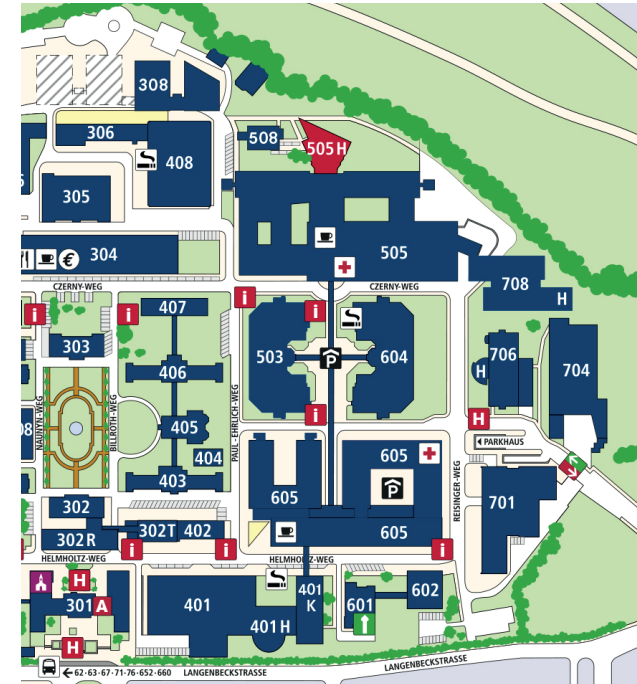 308
306
508
505 H
408
305
304
€
505
CZERNY-WEG
CZERNY-WEG
708
H
i
i
i
i
407
303
503
604
706
H
704
406
NAUNYN-WEG
BILLROTH-WEG
PAUL-EHRLICH-WEG
405
404
403
i
H
PARKHAUS
605
605
P
P
REISINGER-WEG
701
302
302 R
302T
402
605
i
i
i
HELMHOLTZ-WEG
HELMHOLTZ-WEG
H
301
A
401
401
K
401 H
601
602
H
62·63·67·71·76·652·660
LANGENBECKSTRASSE
LANGENBECKSTRASSE